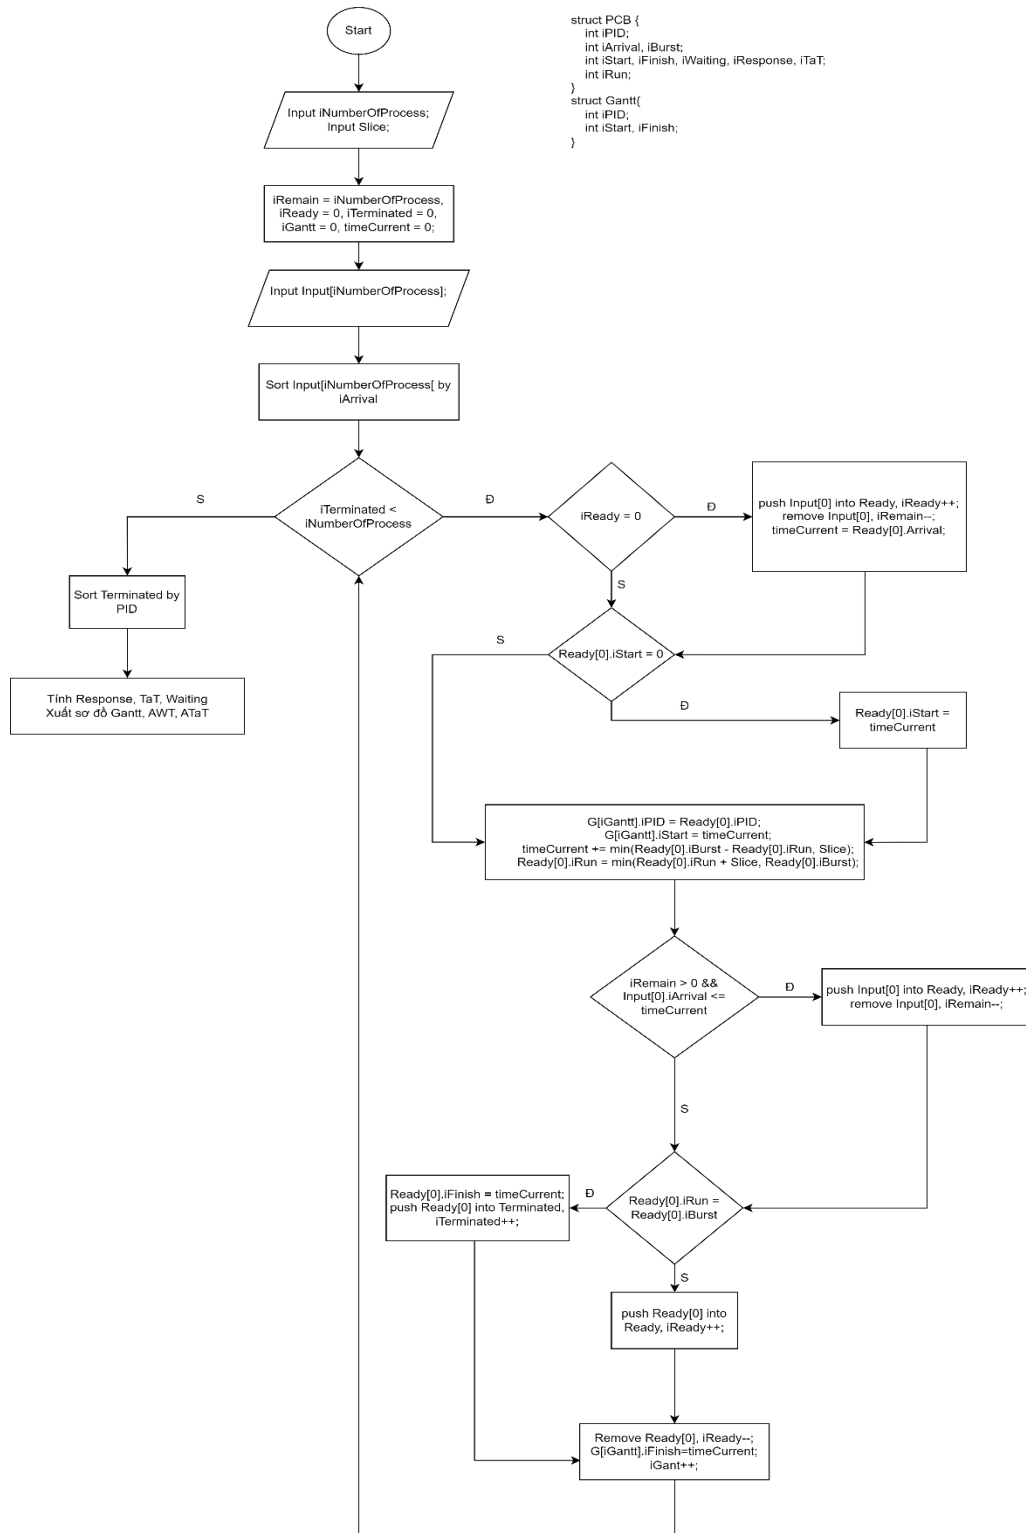 Start
struct PCB {
int iPID;
int iArrival, iBurst;
int iStart, iFinish, iWaiting, iResponse, iTaT;
int iRun;
}
struct Gantt{
int iPID;
int iStart, iFinish;
}
Input iNumberOfProcess;
Input Slice;
iRemain = iNumberOfProcess,
iReady = 0, iTerminated = 0,
iGantt = 0, timeCurrent = 0;
Input Input[iNumberOfProcess];
Sort Input[iNumberOfProcess[ by
iArrival
iTerminated <
iNumberOfProcess
S
Đ
iReady = 0
Đ
push Input[0] into Ready, iReady++;
remove Input[0], iRemain--;
timeCurrent = Ready[0].Arrival;
S
Sort Terminated by
PID
Tính Response, TaT, Waiting
Xuất sơ đồ Gantt, AWT, ATaT
Ready[0].iStart = 0
S
Đ
Ready[0].iStart =
timeCurrent
G[iGantt].iPID = Ready[0].iPID;
G[iGantt].iStart = timeCurrent;
timeCurrent += min(Ready[0].iBurst - Ready[0].iRun, Slice);
Ready[0].iRun = min(Ready[0].iRun + Slice, Ready[0].iBurst);
iRemain > 0 &&
Input[0].iArrival <=
timeCurrent
Đ
push Input[0] into Ready, iReady++;
remove Input[0], iRemain--;
S
Ready[0].iRun =
Ready[0].iBurst
Đ
Ready[0].iFinish = timeCurrent;
push Ready[0] into Terminated,
iTerminated++;
S
push Ready[0] into
Ready, iReady++;
Remove Ready[0], iReady--;
G[iGantt].iFinish=timeCurrent;
iGant++;